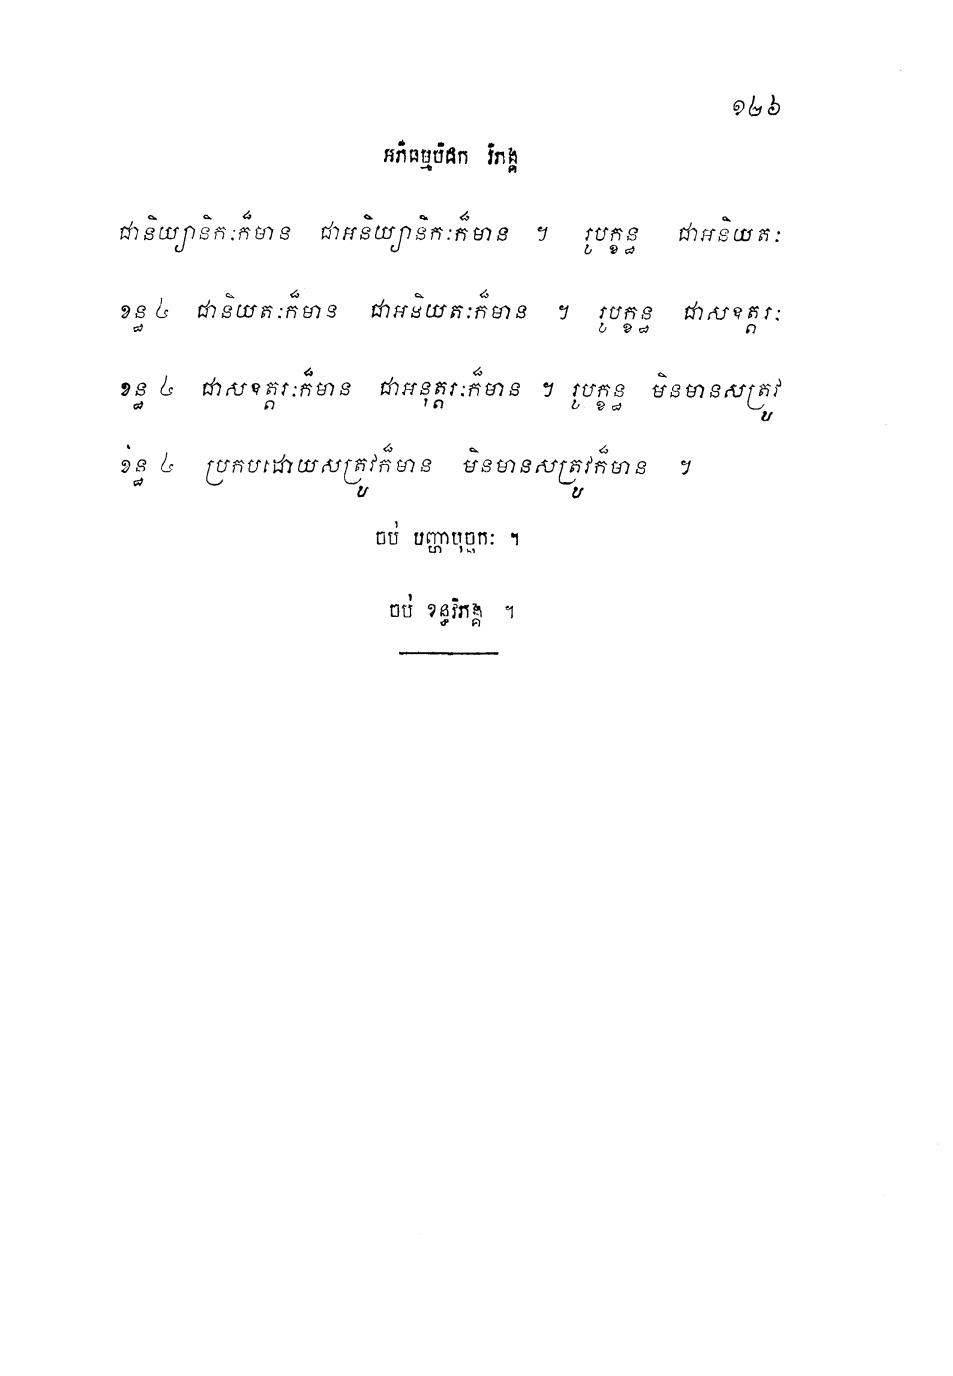 ១២៦
អភិធម្មបិដក វិភង្គ
ជានិយ្យានិកៈក៏មាន ជាអនិយ្យានិកៈក៏មាន ។ រូបក្ខន្ធ ជាអនិយតៈ
ខន្ធ ៤ ជានិយតៈក៏មាន ជាអនិយតៈក៏មាន ។ រូបក្ខន្ធ ជាសឧត្តរៈ
ខន្ធ ៤ ជាសឧត្តរៈក៏មាន ជាអនុត្តរៈក៏មាន ។ រូបក្ខន្ធ មិនមានសត្រូវ
ខន្ធ ៤ ប្រកបដោយសត្រូវក៏មាន មិនមានសត្រូវក៏មាន ។
ចប់ បញ្ហាបុច្ឆកៈ ។
ចប់ ខន្ធវិភង្គ ។